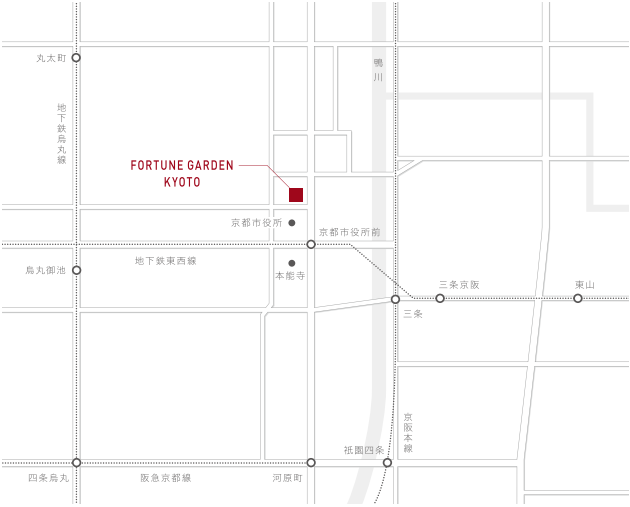 丸太町
鴨川
地下鉄烏丸線
FORTUNE GARDEN
KYOTO
京都市役所
京都市役所前
地下鉄東西線
烏丸御池
本能寺
三条京阪
東山
三条
京阪本線
祇園四条
四条烏丸
阪急京都線
河原町